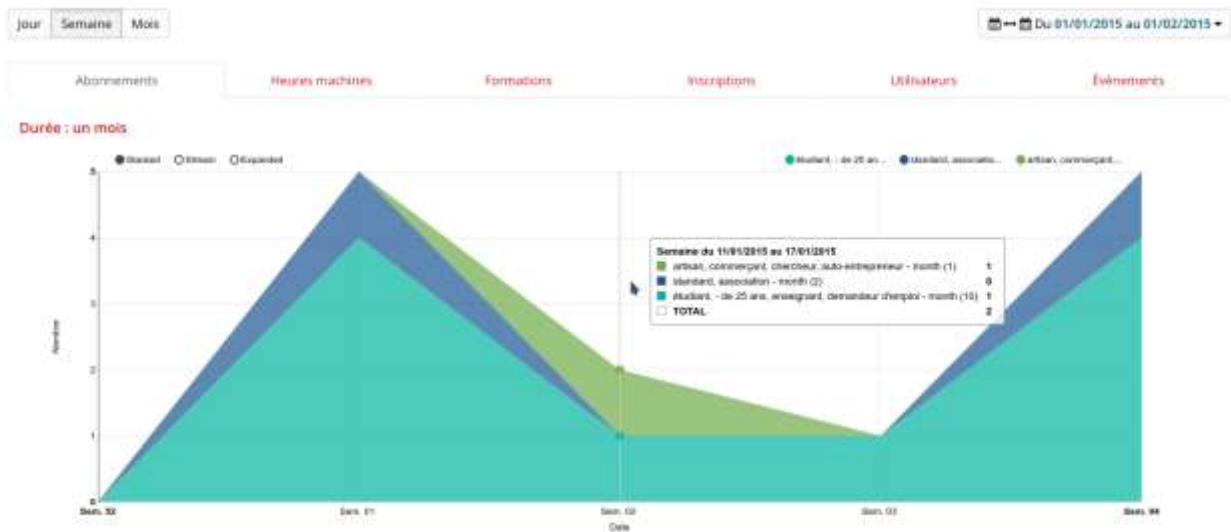 Jour Semaine Mois
Du 01/01/2015 au 01/02/2015
Abonnements Heures machines Formations Inscriptions Utilisateurs Évènements
Durée : un mois
Stacked Stream Expanded
étudiant, - de 25 an... standard, associatio... artisan, commerçant...
5
4
Semaine du 11/01/2015 au 17/01/2015
artisan, commerçant, chercheur, auto-entrepreneur - month (1) 1
standard, association - month (2) 0
étudiant, - de 25 ans, enseignant, demandeur d'emploi - month (10) 1
TOTAL 2
3
Nombre
2
1
0
Sem. 52 Sem. 01 Sem. 02 Sem. 03 Sem. 04
Date